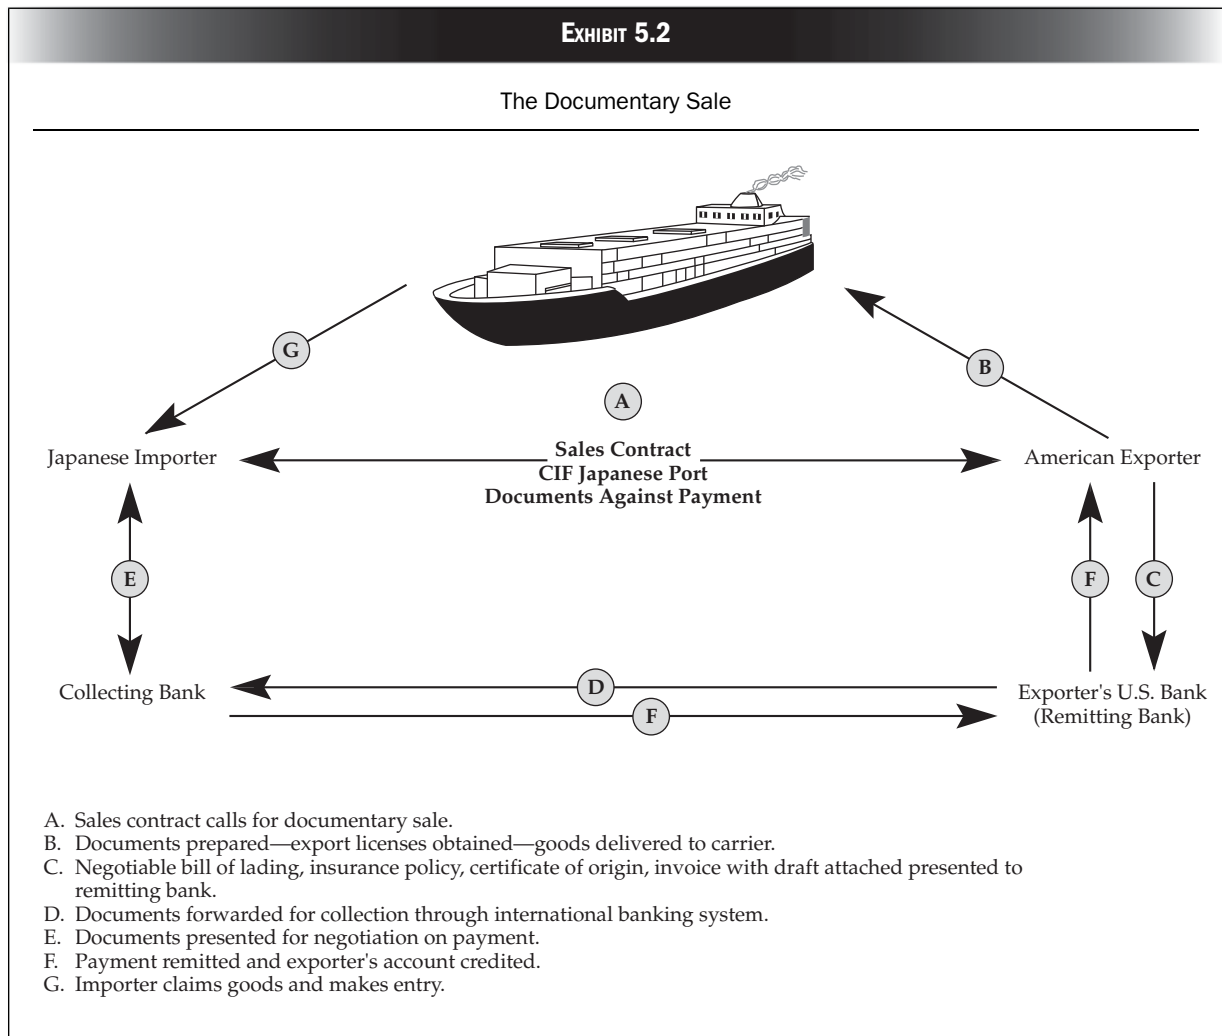 EXHIBIT 5.2
The Documentary Sale
G
B
A
Japanese Importer
Sales Contract
CIF Japanese Port
Documents Against Payment
American Exporter
E
F
C
Collecting Bank
D
F
Exporter's U.S. Bank
(Remitting Bank)
A. Sales contract calls for documentary sale.
B. Documents prepared—export licenses obtained—goods delivered to carrier.
C. Negotiable bill of lading, insurance policy, certificate of origin, invoice with draft attached presented to
remitting bank.
D. Documents forwarded for collection through international banking system.
E. Documents presented for negotiation on payment.
F. Payment remitted and exporter's account credited.
G. Importer claims goods and makes entry.